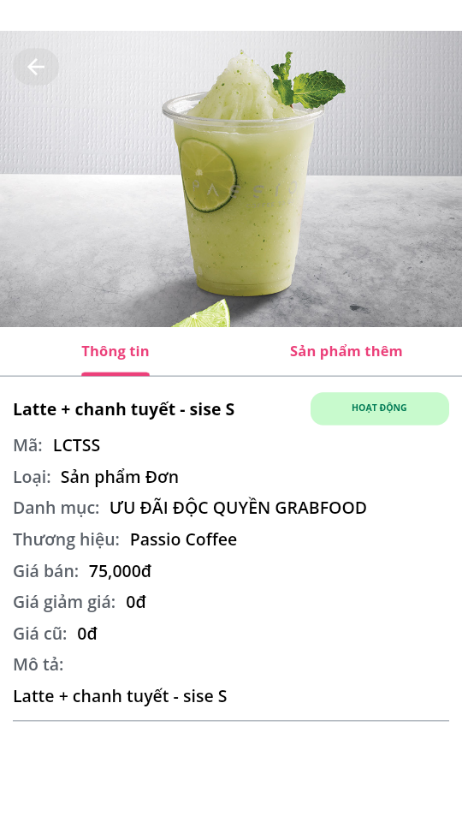 PASSIO
Thông tin
Sản phẩm thêm
Latte + chanh tuyết - sise S
HOẠT ĐỘNG
Mã: LCTSS
Loại: Sản phẩm Đơn
Danh mục: ƯU ĐÃI ĐỘC QUYỀN GRABFOOD
Thương hiệu: Passio Coffee
Giá bán: 75,000đ
Giá giảm giá: 0đ
Giá cũ: 0đ
Mô tả:
Latte + chanh tuyết - sise S